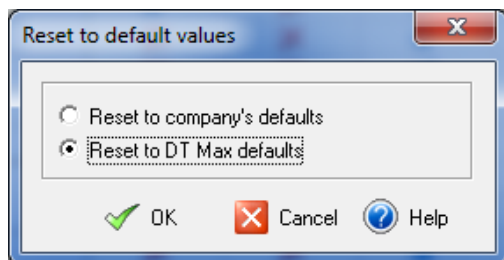 Reset to default values
Reset to company's defaults
Reset to DT Max defaults
OK Cancel Help